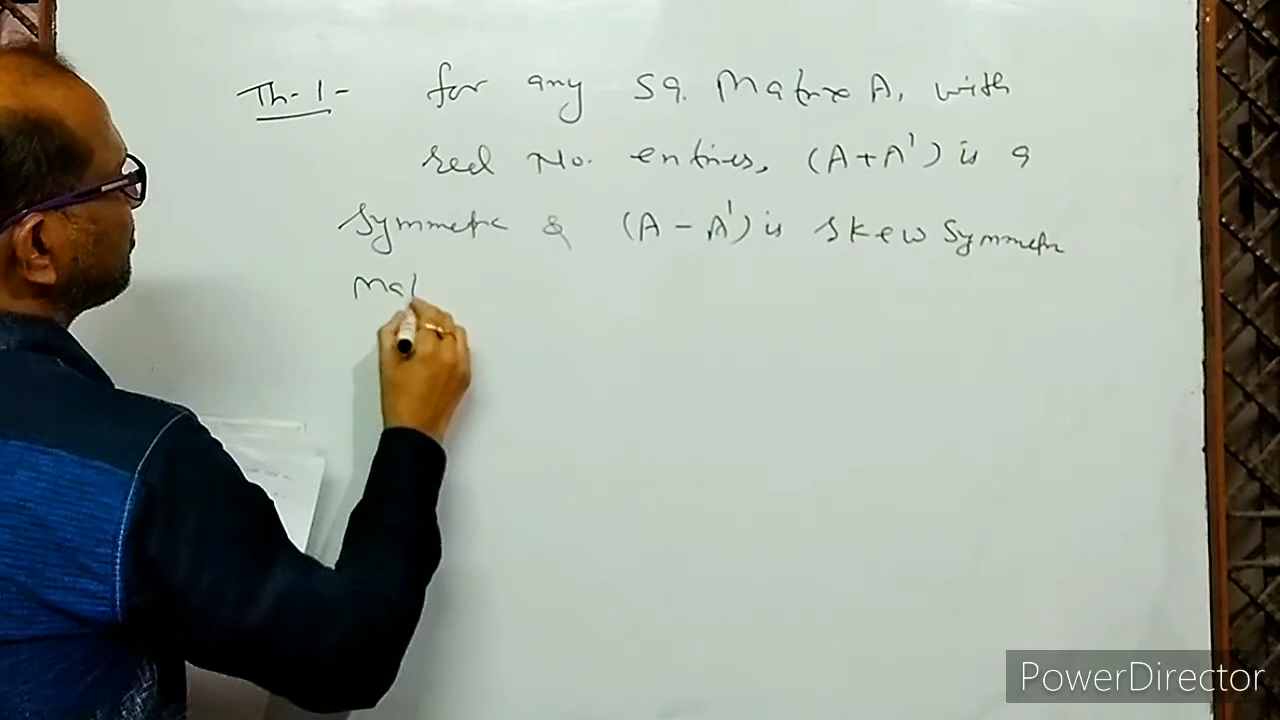 Th-1- for any Sq. Matrix A, with
real No. entries, (A+A') is a
Symmetric & (A-A') is skew Symmetric
Mat
PowerDirector